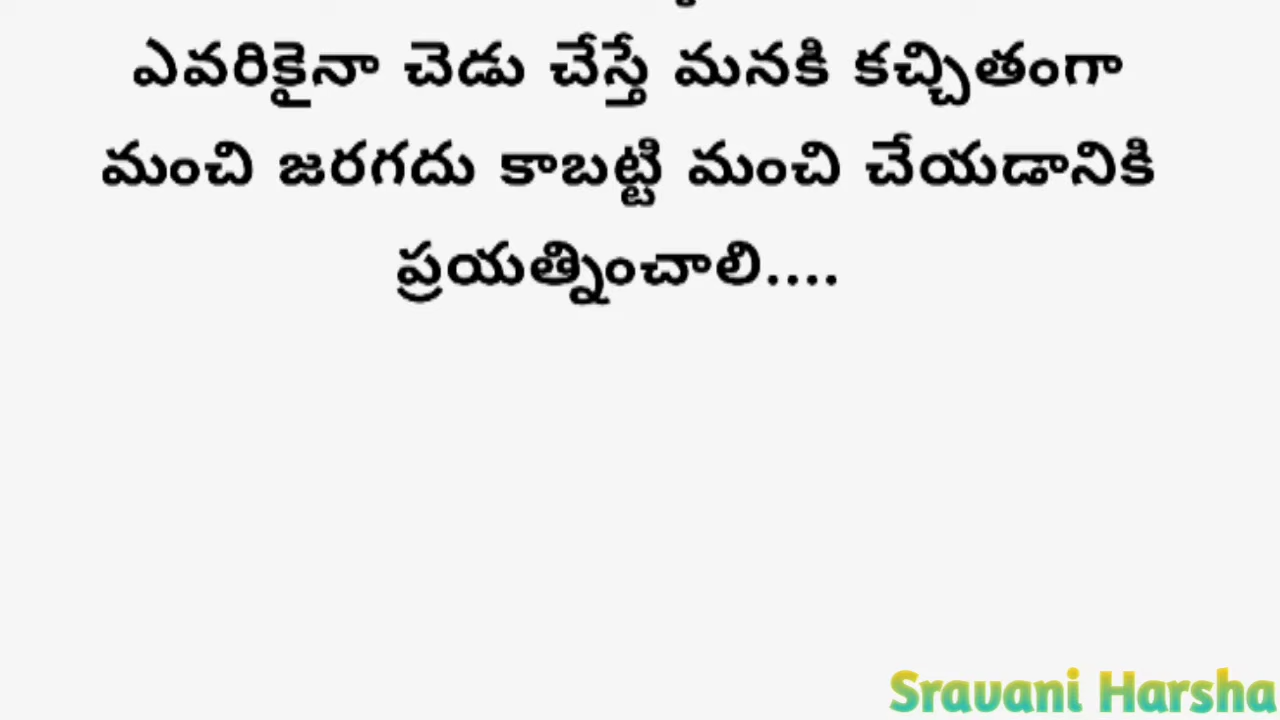 ఎవరికైనా చెడు చేస్తే మనకి కచ్చితంగా
మంచి జరగదు కాబట్టి మంచి చేయడానికి
ప్రయత్నించాలి....
Sravani Harsha